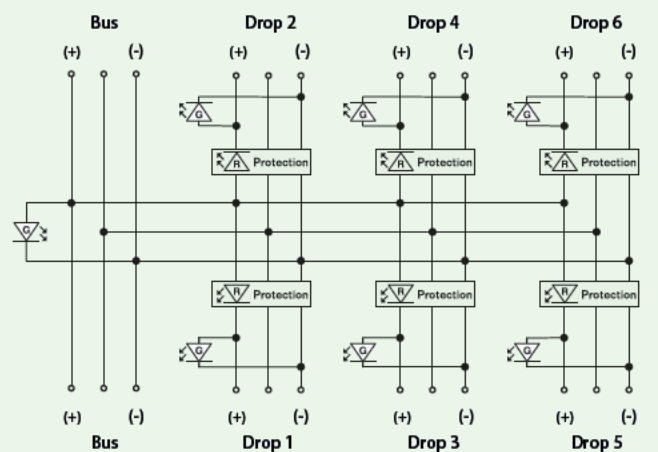 Bus Drop 2 Drop 4 Drop 6
(+) (-) (+) (-) (+) (-) (+) (-)
G G G
R Protection R Protection R Protection
G
R Protection R Protection R Protection
G G G
(+) (-) (+) (-) (+) (-) (+) (-)
Bus Drop 1 Drop 3 Drop 5